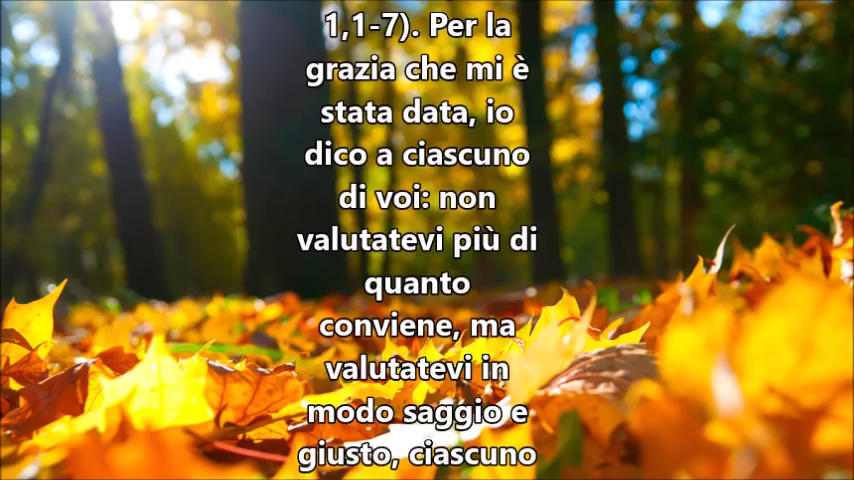 1,1-7). Per la
grazia che mi è
stata data, io
dico a ciascuno
di voi: non
valutatevi più di
quanto
conviene, ma
valutatevi in
modo saggio e
giusto, ciascuno